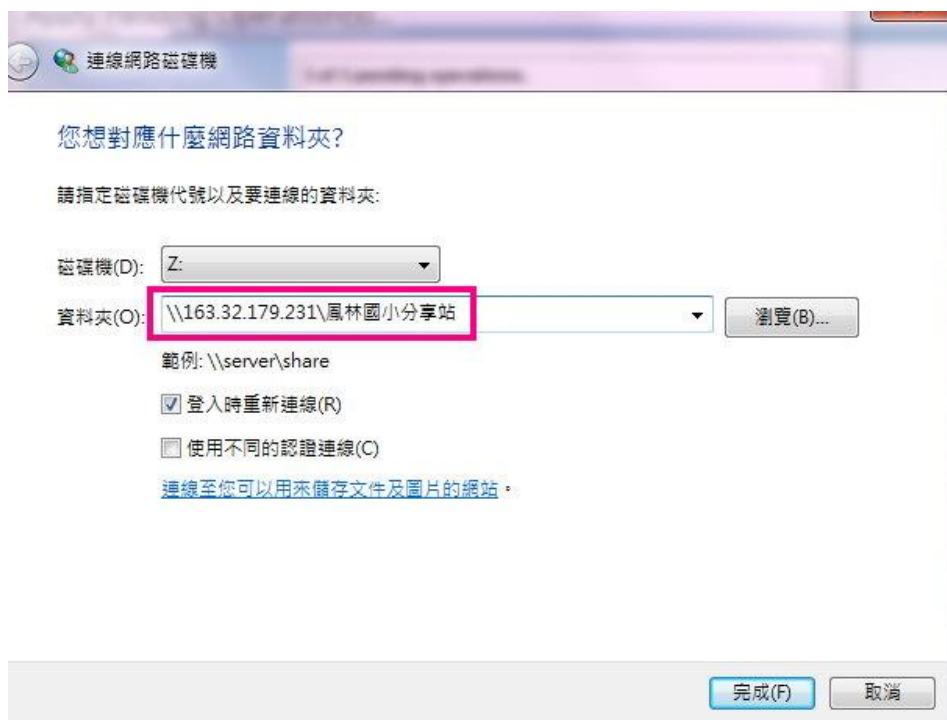 連線網路磁碟機
您想對應什麼網路資料夾?
請指定磁碟機代號以及要連線的資料夾:
磁碟機(D): Z:
資料夾(O): \\163.32.179.231\鳳林國小分享站 瀏覽(B)...
範例: \\server\share
登入時重新連線(R)
使用不同的認證連線(C)
連線至您可以用來儲存文件及圖片的網站。
完成(F) 取消